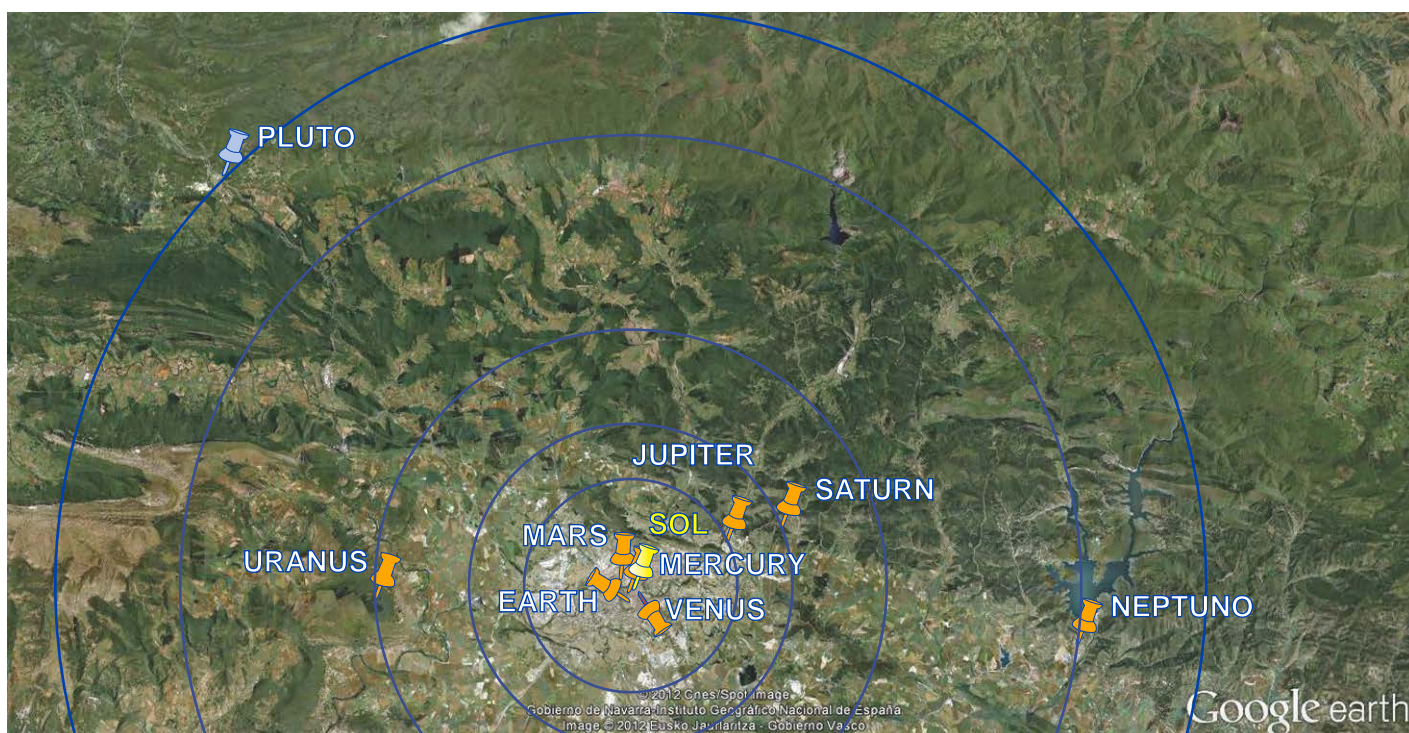 PLUTO
JUPITER
SATURN
SOL
MARS
MERCURY
URANUS
EARTH
VENUS
NEPTUNO
© 2012 Cnes/Spot Image
Gobierno de Navarra-Instituto Geográfico Nacional de España
Image © 2012 Eusko Jaurlaritza - Gobierno Vasco
Google earth